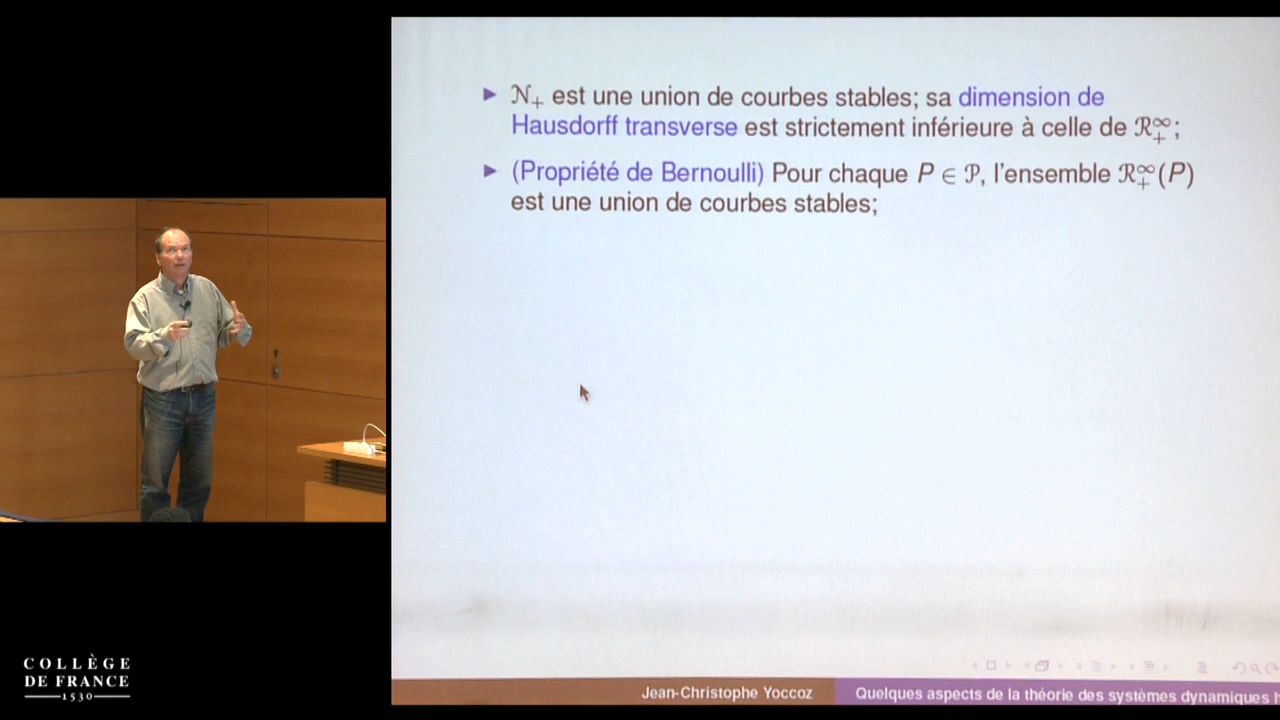 ▶ 𝒩₊ est une union de courbes stables; sa dimension de
Hausdorff transverse est strictement inférieure à celle de ℛ₊^∞;
▶ (Propriété de Bernoulli) Pour chaque P ∈ 𝒫, l'ensemble ℛ₊^∞(P)
est une union de courbes stables;
COLLÈGE
DE FRANCE
1530
Jean-Christophe Yoccoz
Quelques aspects de la théorie des systèmes dynamiques h